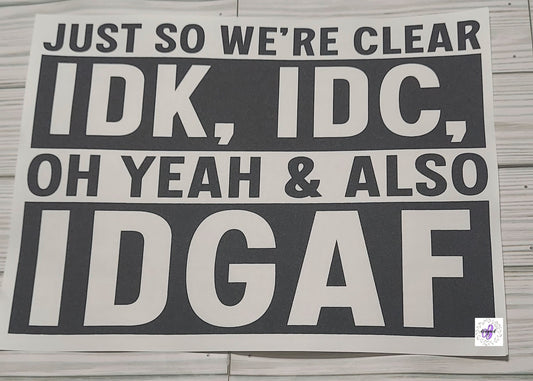 JUST SO WE'RE CLEAR
IDK, IDC,
OH YEAH & ALSO
IDGAF